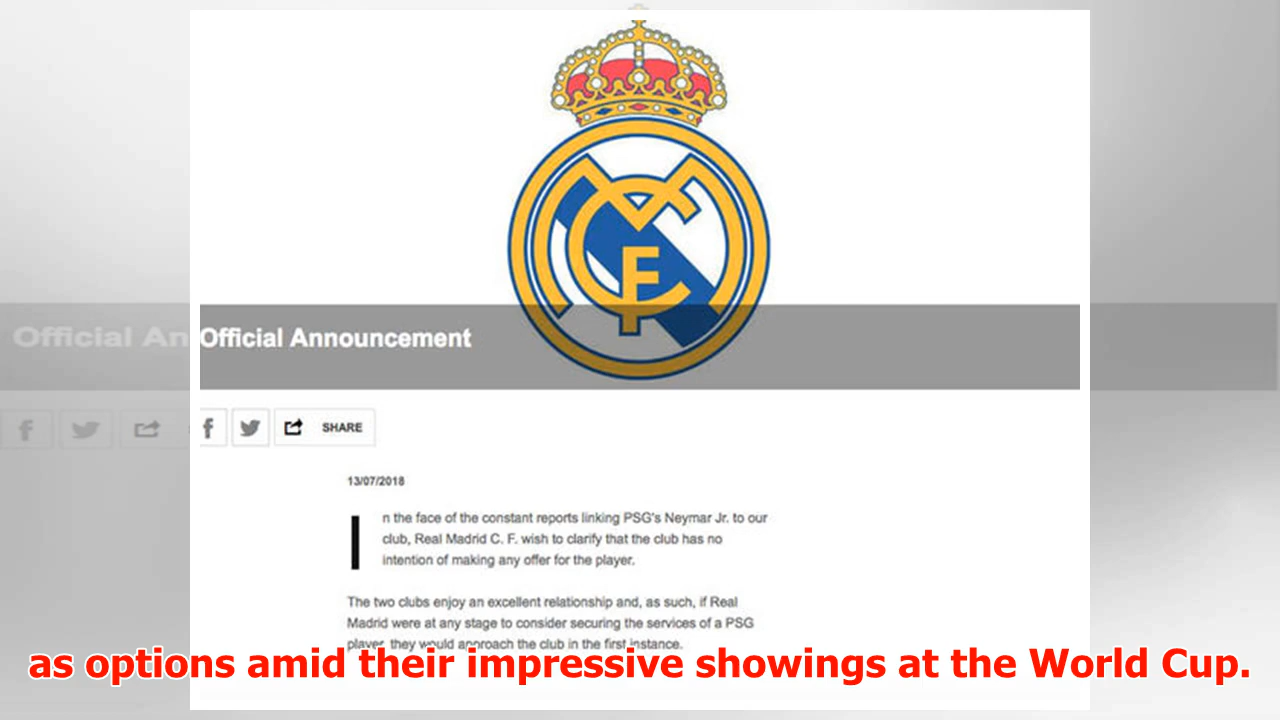 Official An
Official Announcement
SHARE
13/07/2018
In the face of the constant reports linking PSG's Neymar Jr. to our
club, Real Madrid C. F. wish to clarify that the club has no
intention of making any offer for the player.
The two clubs enjoy an excellent relationship and, as such, if Real
Madrid were at any stage to consider securing the services of a PSG
player, they would approach the club in the first instance.
as options amid their impressive showings at the World Cup.